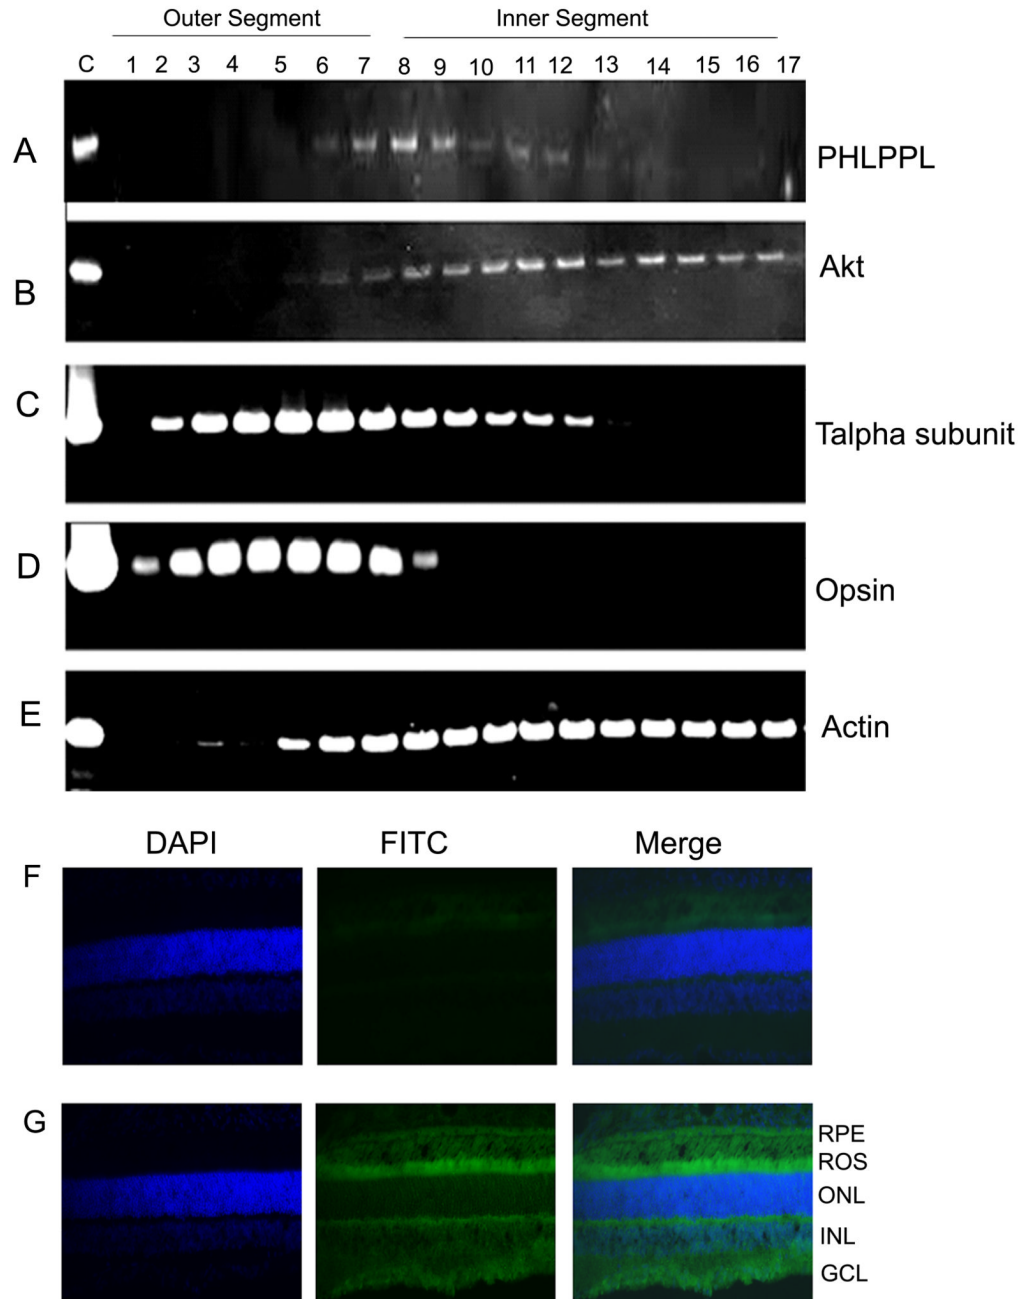 Outer Segment Inner Segment
C 1 2 3 4 5 6 7 8 9 10 11 12 13 14 15 16 17
A PHLPPL
B Akt
C Talpha subunit
D Opsin
E Actin
DAPI FITC Merge
F
G
RPE
ROS
ONL
INL
GCL